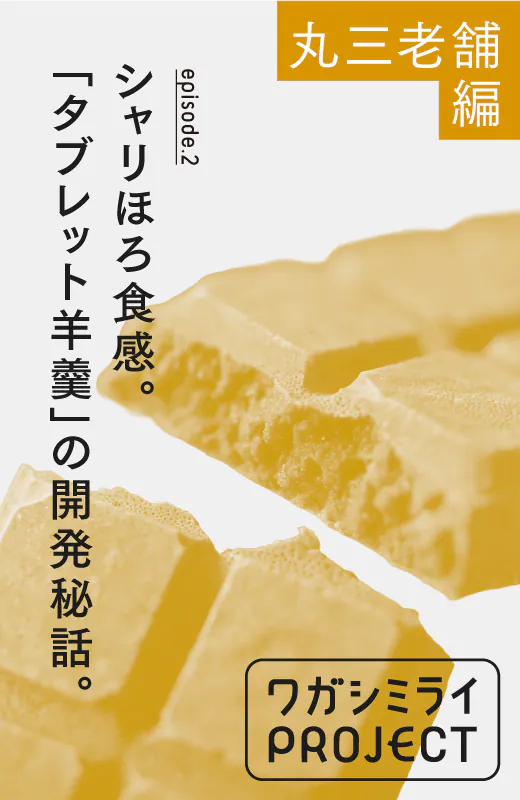 丸三老舗
編
episode.2
シャリほろ食感。
「タブレット羊羹」の開発秘話。
ワガシミライ
PROJECT